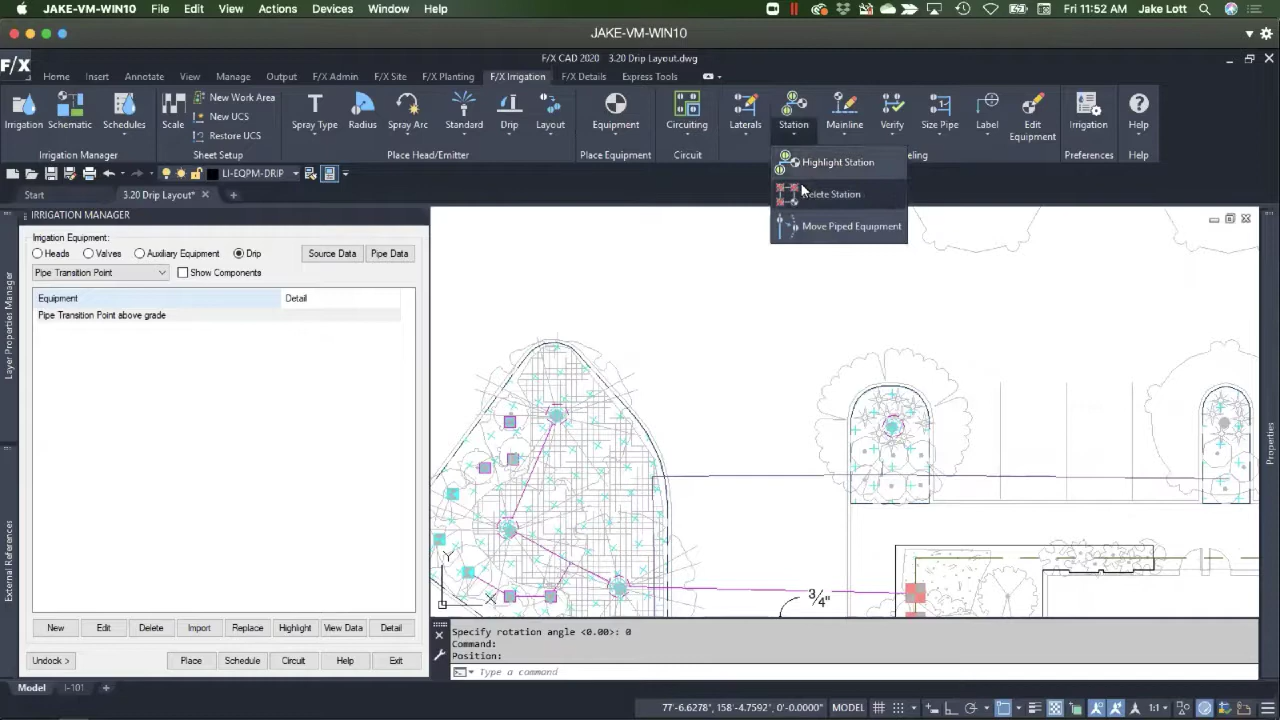 JAKE-VM-WIN10 File Edit View Actions Devices Window Help Fri 11:52 AM Jake Lott
JAKE-VM-WIN10
F/X CAD 2020 3.20 Drip Layout.dwg
F/X
Home Insert Annotate View Manage Output F/X Admin F/X Site F/X Planting F/X Irrigation F/X Details Express Tools
New Work Area
New UCS
Restore UCS
Irrigation Schematic Schedules Scale Spray Type Radius Spray Arc Standard Drip Layout Equipment Circuiting Laterals Station Mainline Verify Size Pipe Label Edit Equipment Irrigation Help
Irrigation Manager Sheet Setup Place Head/Emitter Place Equipment Circuit eling Preferences Help
Highlight Station
elete Station
Move Piped Equipment
LI-EQPM-DRIP
Start 3.20 Drip Layout* +
IRRIGATION MANAGER
Irrigation Equipment:
Heads Valves Auxiliary Equipment Drip Source Data Pipe Data
Pipe Transition Point Show Components
Equipment Detail
Pipe Transition Point above grade
New Edit Delete Import Replace Highlight View Data Detail
Undock > Place Schedule Circuit Help Exit
Layer Properties Manager
External References
Properties
Y
X
3/4"
Specify rotation angle <0.00>: 0
Command:
Position:
Type a command
Model I-101 +
77'-6.6278", 158'-4.7592", 0'-0.0000" MODEL 1:1